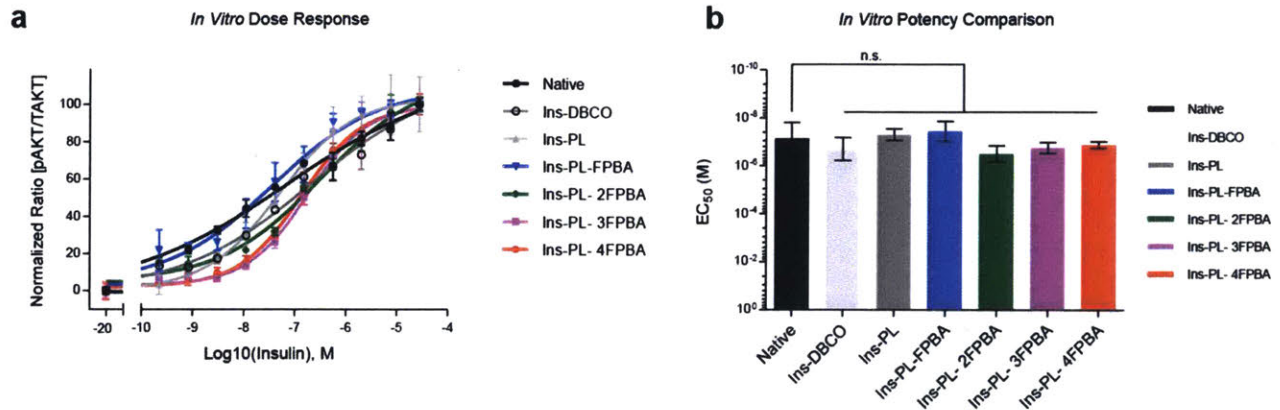 a
In Vitro Dose Response
Normalized Ratio [pAKT/TAKT]
100
80
60
40
20
0
-20
-10
-9
-8
-7
-6
-5
-4
Log10(Insulin), M
Native
Ins-DBCO
Ins-PL
Ins-PL-FPBA
Ins-PL- 2FPBA
Ins-PL- 3FPBA
Ins-PL- 4FPBA
b
In Vitro Potency Comparison
n.s.
EC50 (M)
10-10
10-8
10-6
10-4
10-2
100
Native
Ins-DBCO
Ins-PL
Ins-PL-FPBA
Ins-PL- 2FPBA
Ins-PL- 3FPBA
Ins-PL- 4FPBA
Native
Ins-DBCO
Ins-PL
Ins-PL-FPBA
Ins-PL- 2FPBA
Ins-PL- 3FPBA
Ins-PL- 4FPBA